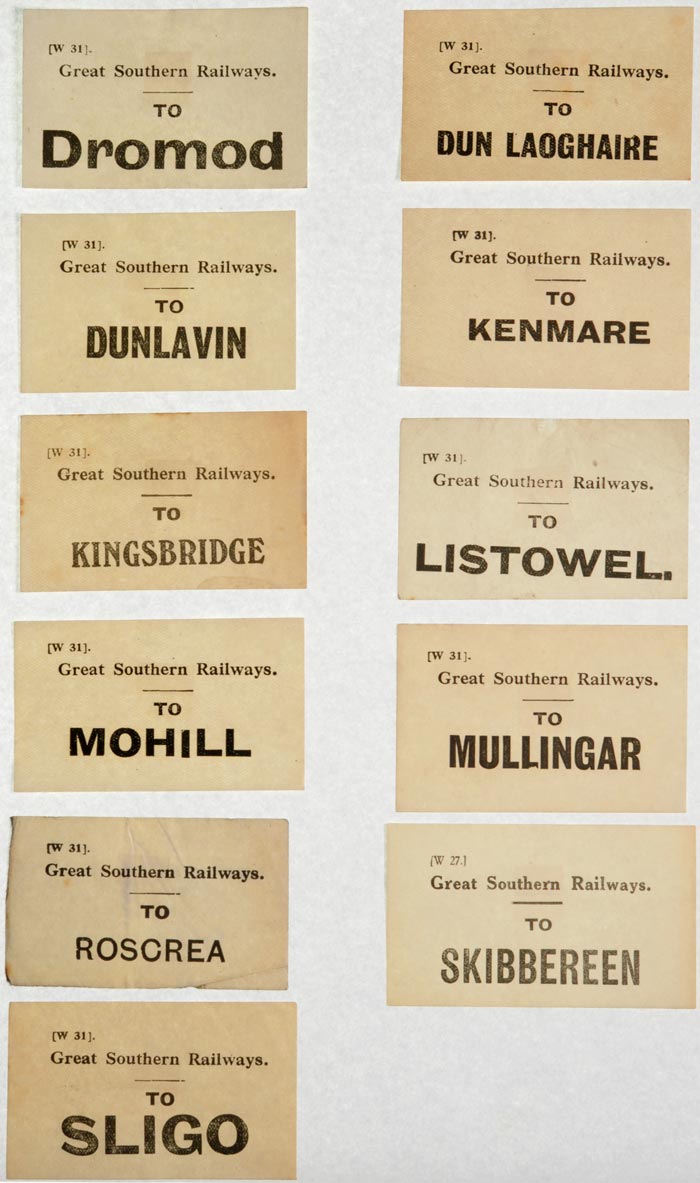 [W 31].
Great Southern Railways.
TO
Dromod
[W 31].
Great Southern Railways.
TO
DUN LAOGHAIRE
[W 31].
Great Southern Railways.
TO
DUNLAVIN
[W 31].
Great Southern Railways.
TO
KENMARE
[W 31].
Great Southern Railways.
TO
KINGSBRIDGE
[W 31].
Great Southern Railways.
TO
LISTOWEL.
[W 31].
Great Southern Railways.
TO
MOHILL
[W 31].
Great Southern Railways.
TO
MULLINGAR
[W 31].
Great Southern Railways.
TO
ROSCREA
[W 27.]
Great Southern Railways.
TO
SKIBBEREEN
[W 31].
Great Southern Railways.
TO
SLIGO